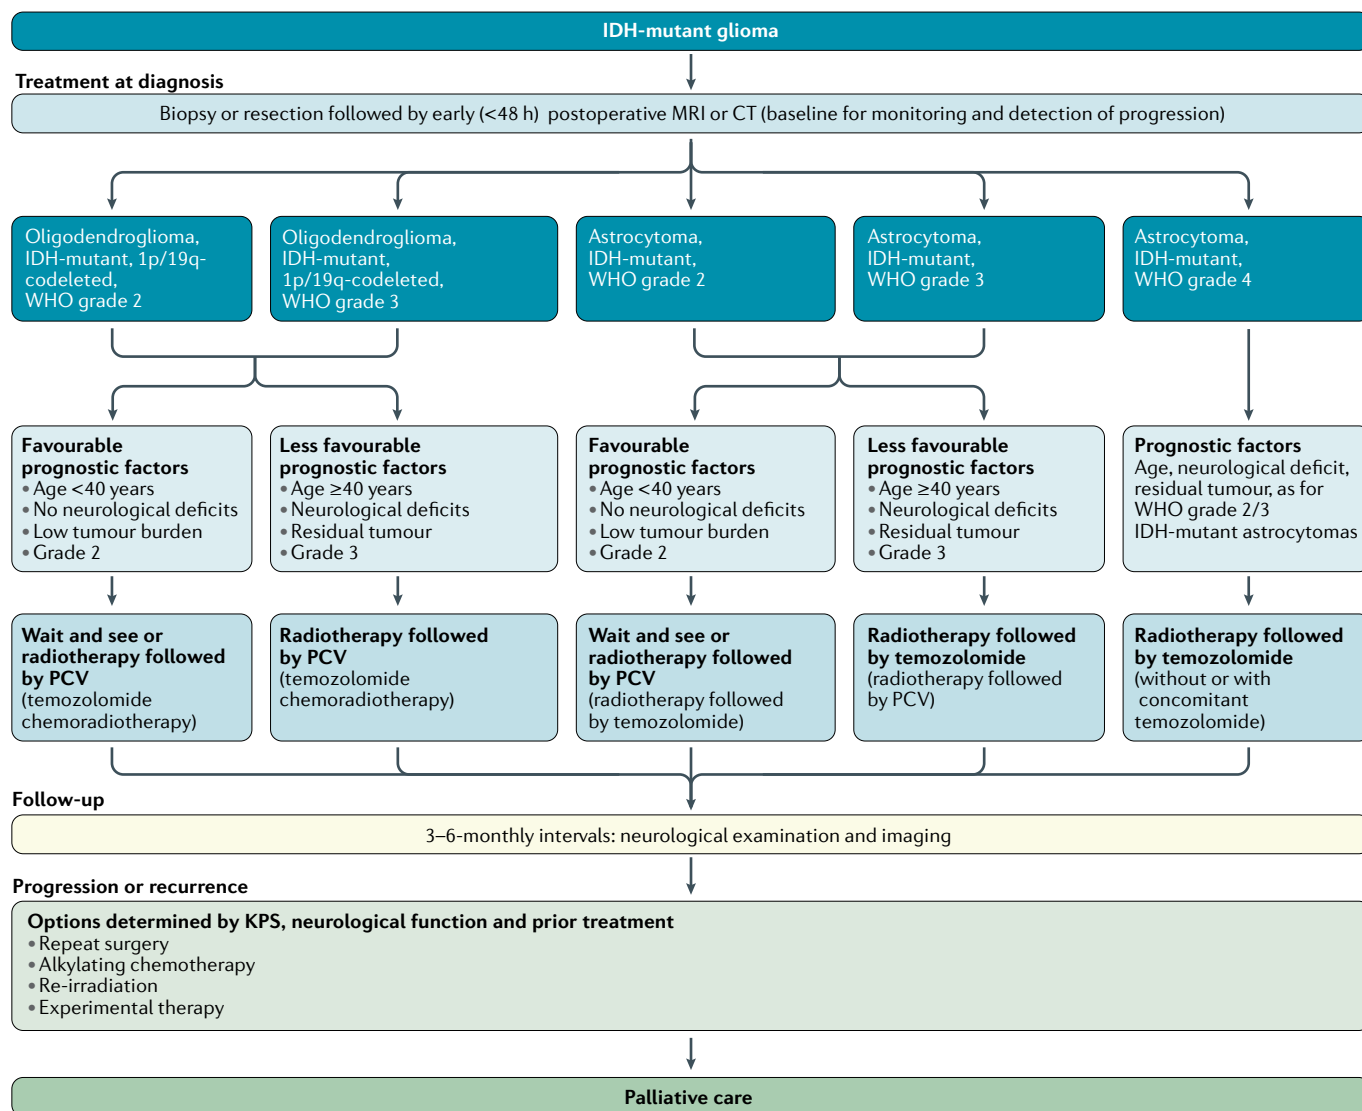 IDH-mutant glioma
Treatment at diagnosis
Biopsy or resection followed by early (<48 h) postoperative MRI or CT (baseline for monitoring and detection of progression)
Oligodendroglioma,
IDH-mutant, 1p/19q-
codeleted,
WHO grade 2
Oligodendroglioma,
IDH-mutant,
1p/19q-codeleted,
WHO grade 3
Astrocytoma,
IDH-mutant,
WHO grade 2
Astrocytoma,
IDH-mutant,
WHO grade 3
Astrocytoma,
IDH-mutant,
WHO grade 4
Favourable
prognostic factors
• Age <40 years
• No neurological deficits
• Low tumour burden
• Grade 2
Less favourable
prognostic factors
• Age ≥40 years
• Neurological deficits
• Residual tumour
• Grade 3
Favourable
prognostic factors
• Age <40 years
• No neurological deficits
• Low tumour burden
• Grade 2
Less favourable
prognostic factors
• Age ≥40 years
• Neurological deficits
• Residual tumour
• Grade 3
Prognostic factors
Age, neurological deficit,
residual tumour, as for
WHO grade 2/3
IDH-mutant astrocytomas
Wait and see or
radiotherapy followed
by PCV
(temozolomide
chemoradiotherapy)
Radiotherapy followed
by PCV
(temozolomide
chemoradiotherapy)
Wait and see or
radiotherapy followed
by PCV
(radiotherapy followed
by temozolomide)
Radiotherapy followed
by temozolomide
(radiotherapy followed
by PCV)
Radiotherapy followed
by temozolomide
(without or with
concomitant
temozolomide)
Follow-up
3–6-monthly intervals: neurological examination and imaging
Progression or recurrence
Options determined by KPS, neurological function and prior treatment
• Repeat surgery
• Alkylating chemotherapy
• Re-irradiation
• Experimental therapy
Palliative care